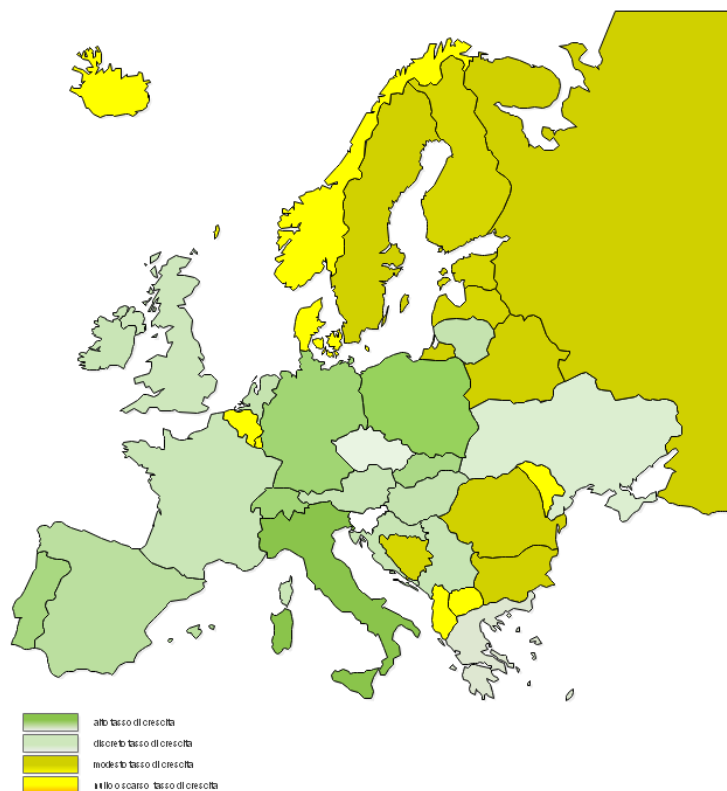 alto tasso di crescita
discreto tasso di crescita
modesto tasso di crescita
nullo o scarso tasso di crescita